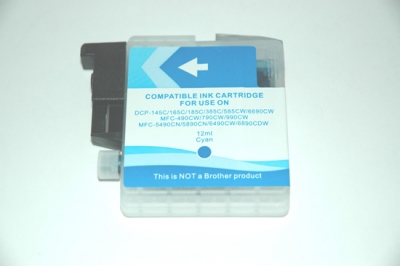 COMPATIBLE INK CARTRIDGE
FOR USE ON
DCP-145C/165C/185C/385C/585CW/6690CW
MFC-490CW/790CW/990CW
MFC-5490CN/5890CN/6490CW/6890CDW
12ml
Cyan
This is NOT a Brother product